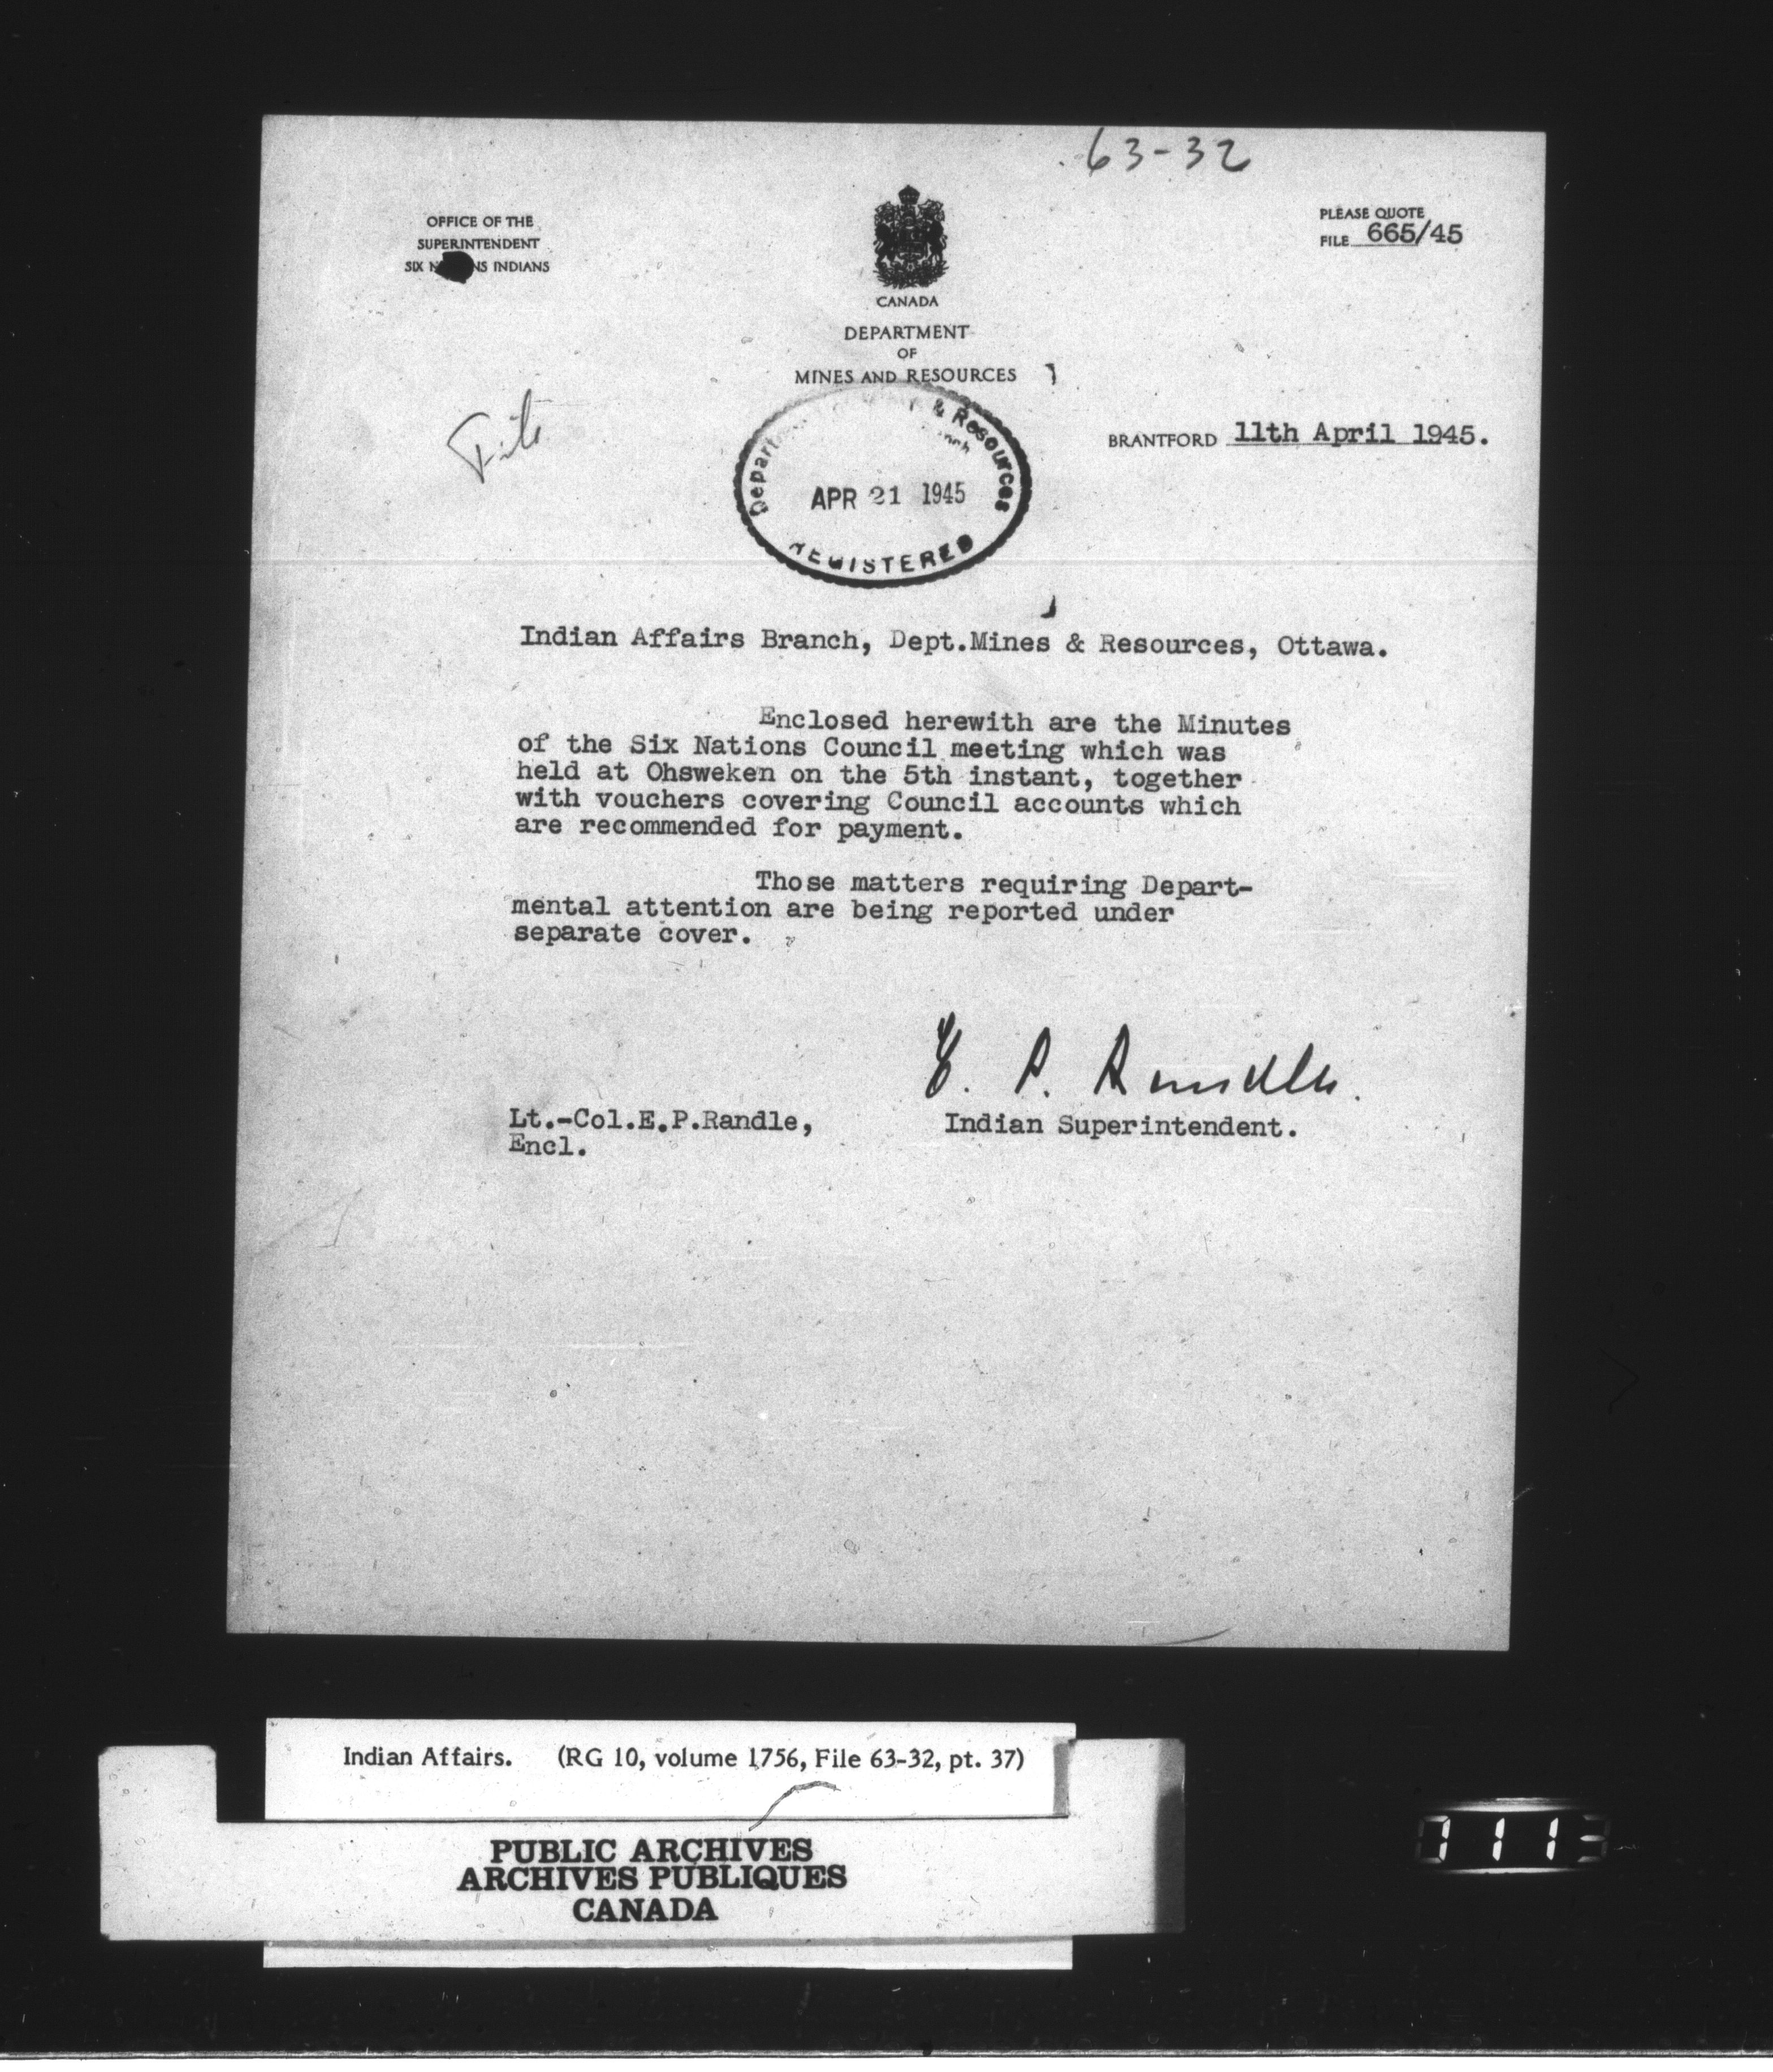 63-32
OFFICE OF THE
SUPERINTENDENT
SIX INDIANS
CANADA
DEPARTMENT
OF
MINES AND RESOURCES
PLEASE QUOTE
FILE 665/45
File
BRANTFORD 11th April 1945.
& Resources
APR 21 1945
REGISTERED
Indian Affairs Branch, Dept.Mines & Resources, Ottawa.
Enclosed herewith are the Minutes
of the Six Nations Council meeting which was
held at Ohsweken on the 5th instant, together
with vouchers covering Council accounts which
are recommended for payment.
Those matters requiring Depart-
mental attention are being reported under
separate cover.
E. P. Randle.
Lt.-Col.E.P.Randle,
Indian Superintendent.
Encl.
Indian Affairs. (RG 10, volume 1756, File 63-32, pt. 37)
PUBLIC ARCHIVES
ARCHIVES PUBLIQUES
CANADA